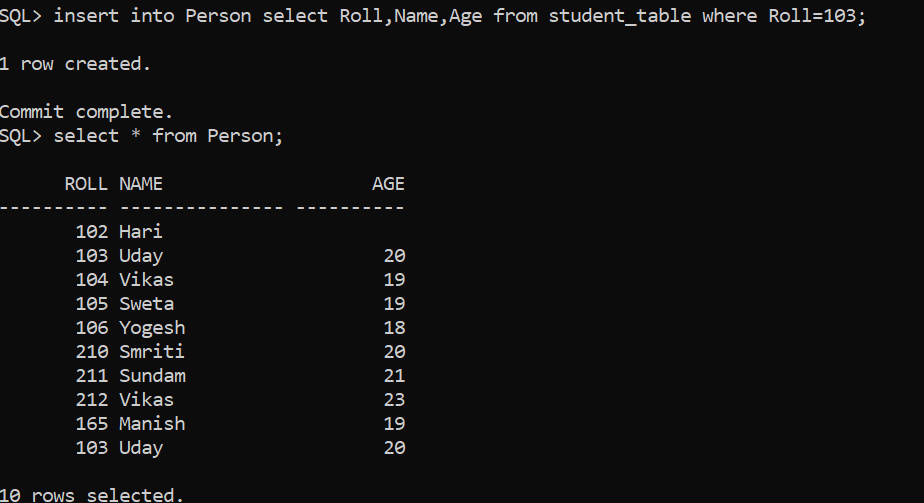 SQL> insert into Person select Roll,Name,Age from student_table where Roll=103;
1 row created.
Commit complete.
SQL> select * from Person;
ROLL NAME AGE
---------- --------------- ----------
102 Hari
103 Uday 20
104 Vikas 19
105 Sweta 19
106 Yogesh 18
210 Smriti 20
211 Sundam 21
212 Vikas 23
165 Manish 19
103 Uday 20
10 rows selected.